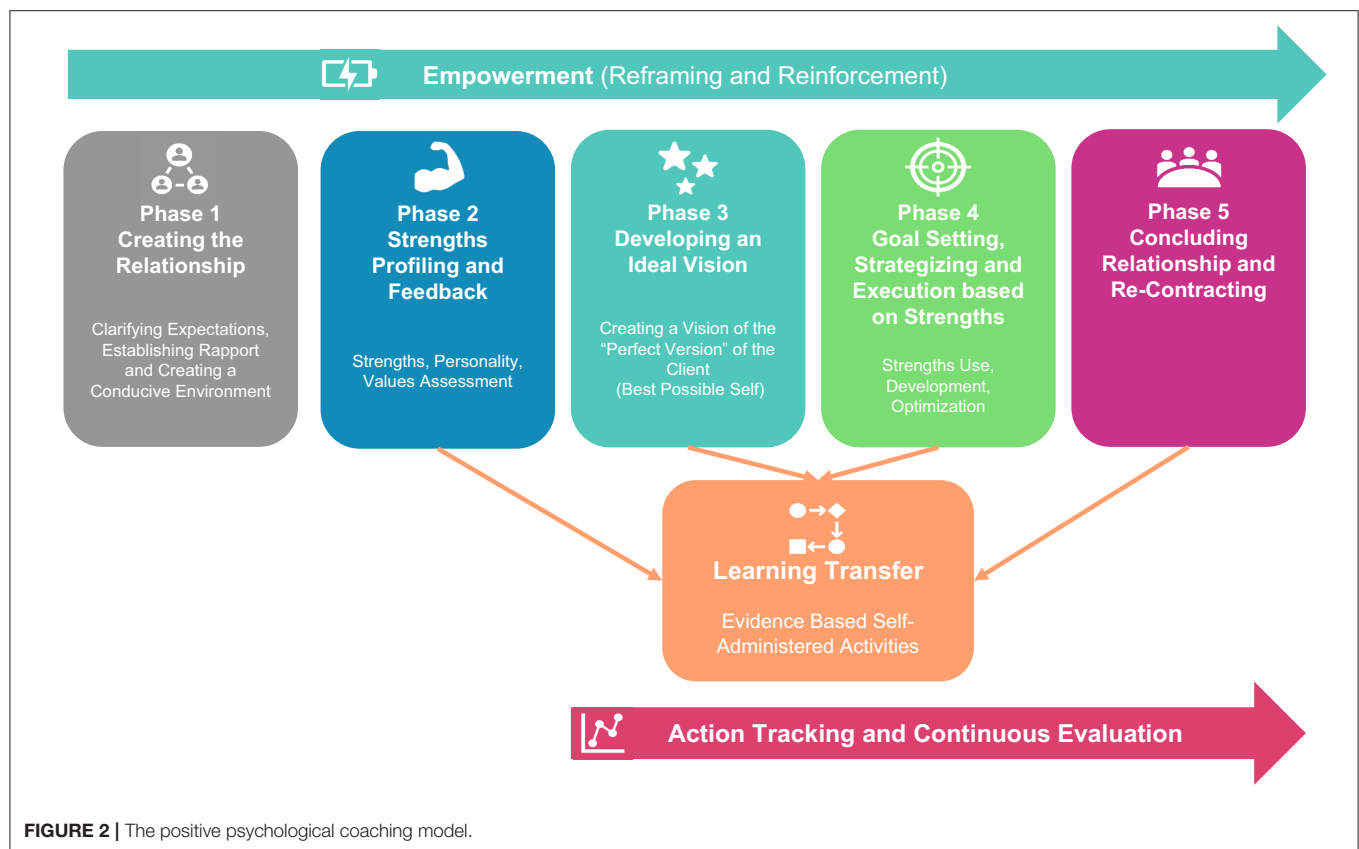 Empowerment (Reframing and Reinforcement)
Phase 1
Creating the
Relationship
Clarifying Expectations,
Establishing Rapport
and Creating a
Conducive Environment
Phase 2
Strengths
Profiling and
Feedback
Strengths, Personality,
Values Assessment
Phase 3
Developing an
Ideal Vision
Creating a Vision of the
“Perfect Version” of the
Client
(Best Possible Self)
Phase 4
Goal Setting,
Strategizing and
Execution based
on Strengths
Strengths Use,
Development,
Optimization
Phase 5
Concluding
Relationship and
Re-Contracting
Learning Transfer
Evidence Based Self-
Administered Activities
Action Tracking and Continuous Evaluation
FIGURE 2 | The positive psychological coaching model.